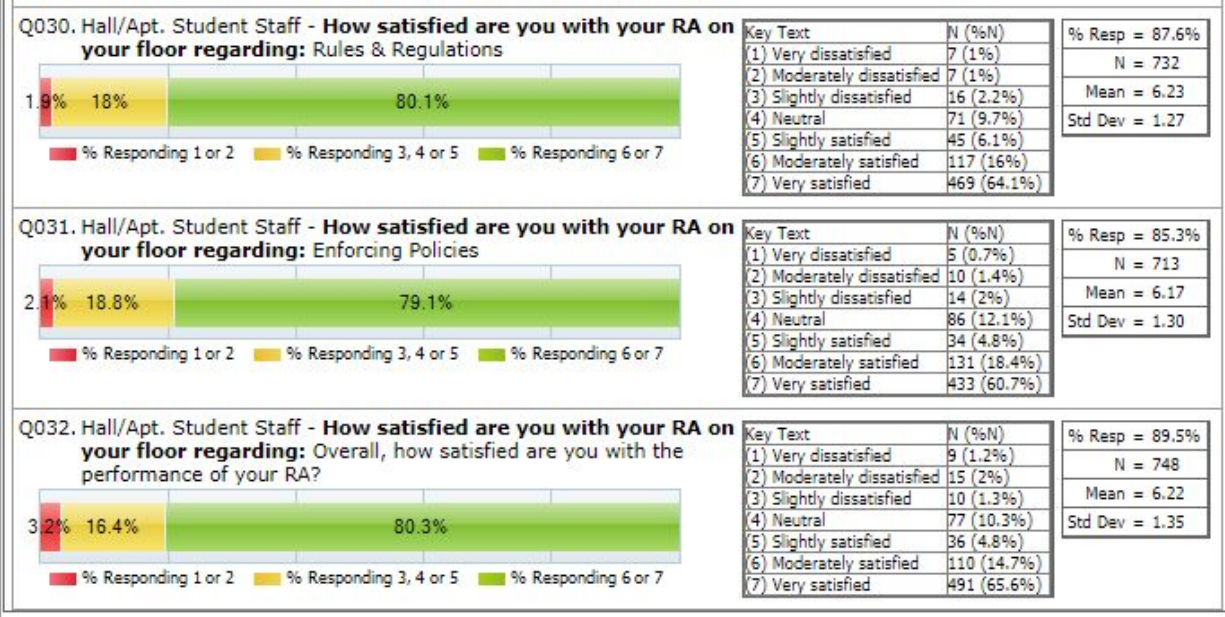 Q030. Hall/Apt. Student Staff - How satisfied are you with your RA on
your floor regarding: Rules & Regulations
1.9% 18% 80.1%
% Responding 1 or 2 % Responding 3, 4 or 5 % Responding 6 or 7
Key Text N (%N)
(1) Very dissatisfied 7 (1%)
(2) Moderately dissatisfied 7 (1%)
(3) Slightly dissatisfied 16 (2.2%)
(4) Neutral 71 (9.7%)
(5) Slightly satisfied 45 (6.1%)
(6) Moderately satisfied 117 (16%)
(7) Very satisfied 469 (64.1%)
% Resp = 87.6%
N = 732
Mean = 6.23
Std Dev = 1.27
Q031. Hall/Apt. Student Staff - How satisfied are you with your RA on
your floor regarding: Enforcing Policies
2.1% 18.8% 79.1%
% Responding 1 or 2 % Responding 3, 4 or 5 % Responding 6 or 7
Key Text N (%N)
(1) Very dissatisfied 5 (0.7%)
(2) Moderately dissatisfied 10 (1.4%)
(3) Slightly dissatisfied 14 (2%)
(4) Neutral 86 (12.1%)
(5) Slightly satisfied 34 (4.8%)
(6) Moderately satisfied 131 (18.4%)
(7) Very satisfied 433 (60.7%)
% Resp = 85.3%
N = 713
Mean = 6.17
Std Dev = 1.30
Q032. Hall/Apt. Student Staff - How satisfied are you with your RA on
your floor regarding: Overall, how satisfied are you with the
performance of your RA?
3.2% 16.4% 80.3%
% Responding 1 or 2 % Responding 3, 4 or 5 % Responding 6 or 7
Key Text N (%N)
(1) Very dissatisfied 9 (1.2%)
(2) Moderately dissatisfied 15 (2%)
(3) Slightly dissatisfied 10 (1.3%)
(4) Neutral 77 (10.3%)
(5) Slightly satisfied 36 (4.8%)
(6) Moderately satisfied 110 (14.7%)
(7) Very satisfied 491 (65.6%)
% Resp = 89.5%
N = 748
Mean = 6.22
Std Dev = 1.35